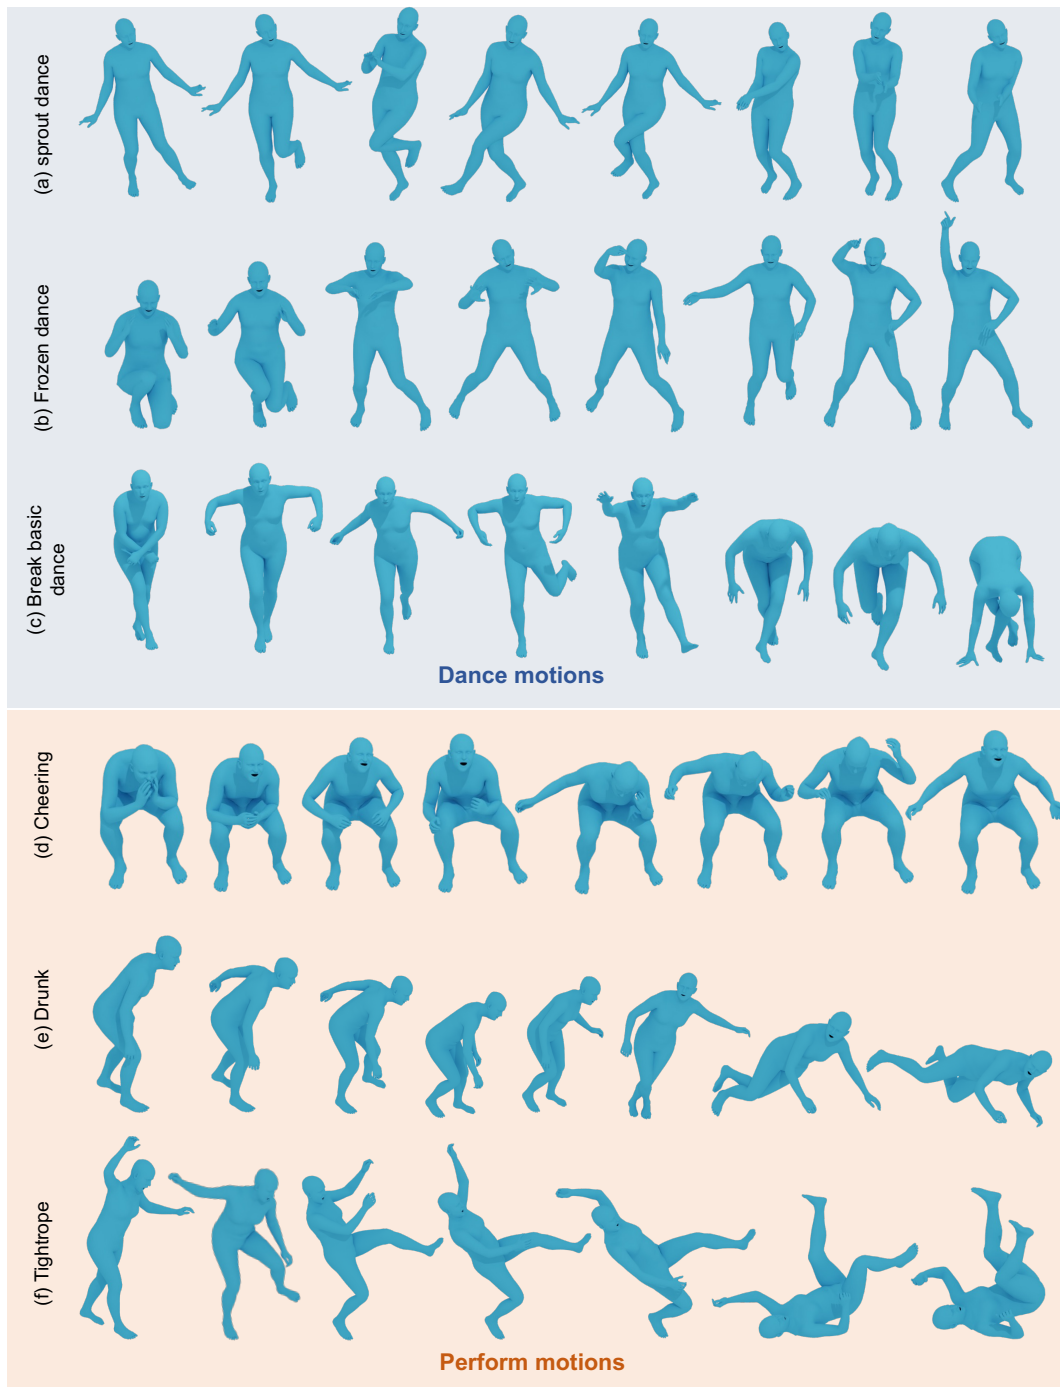 (a) sprout dance
(b) Frozen dance
(c) Break basic
dance
Dance motions
(d) Cheering
(e) Drunk
(f) Tightrope
Perform motions